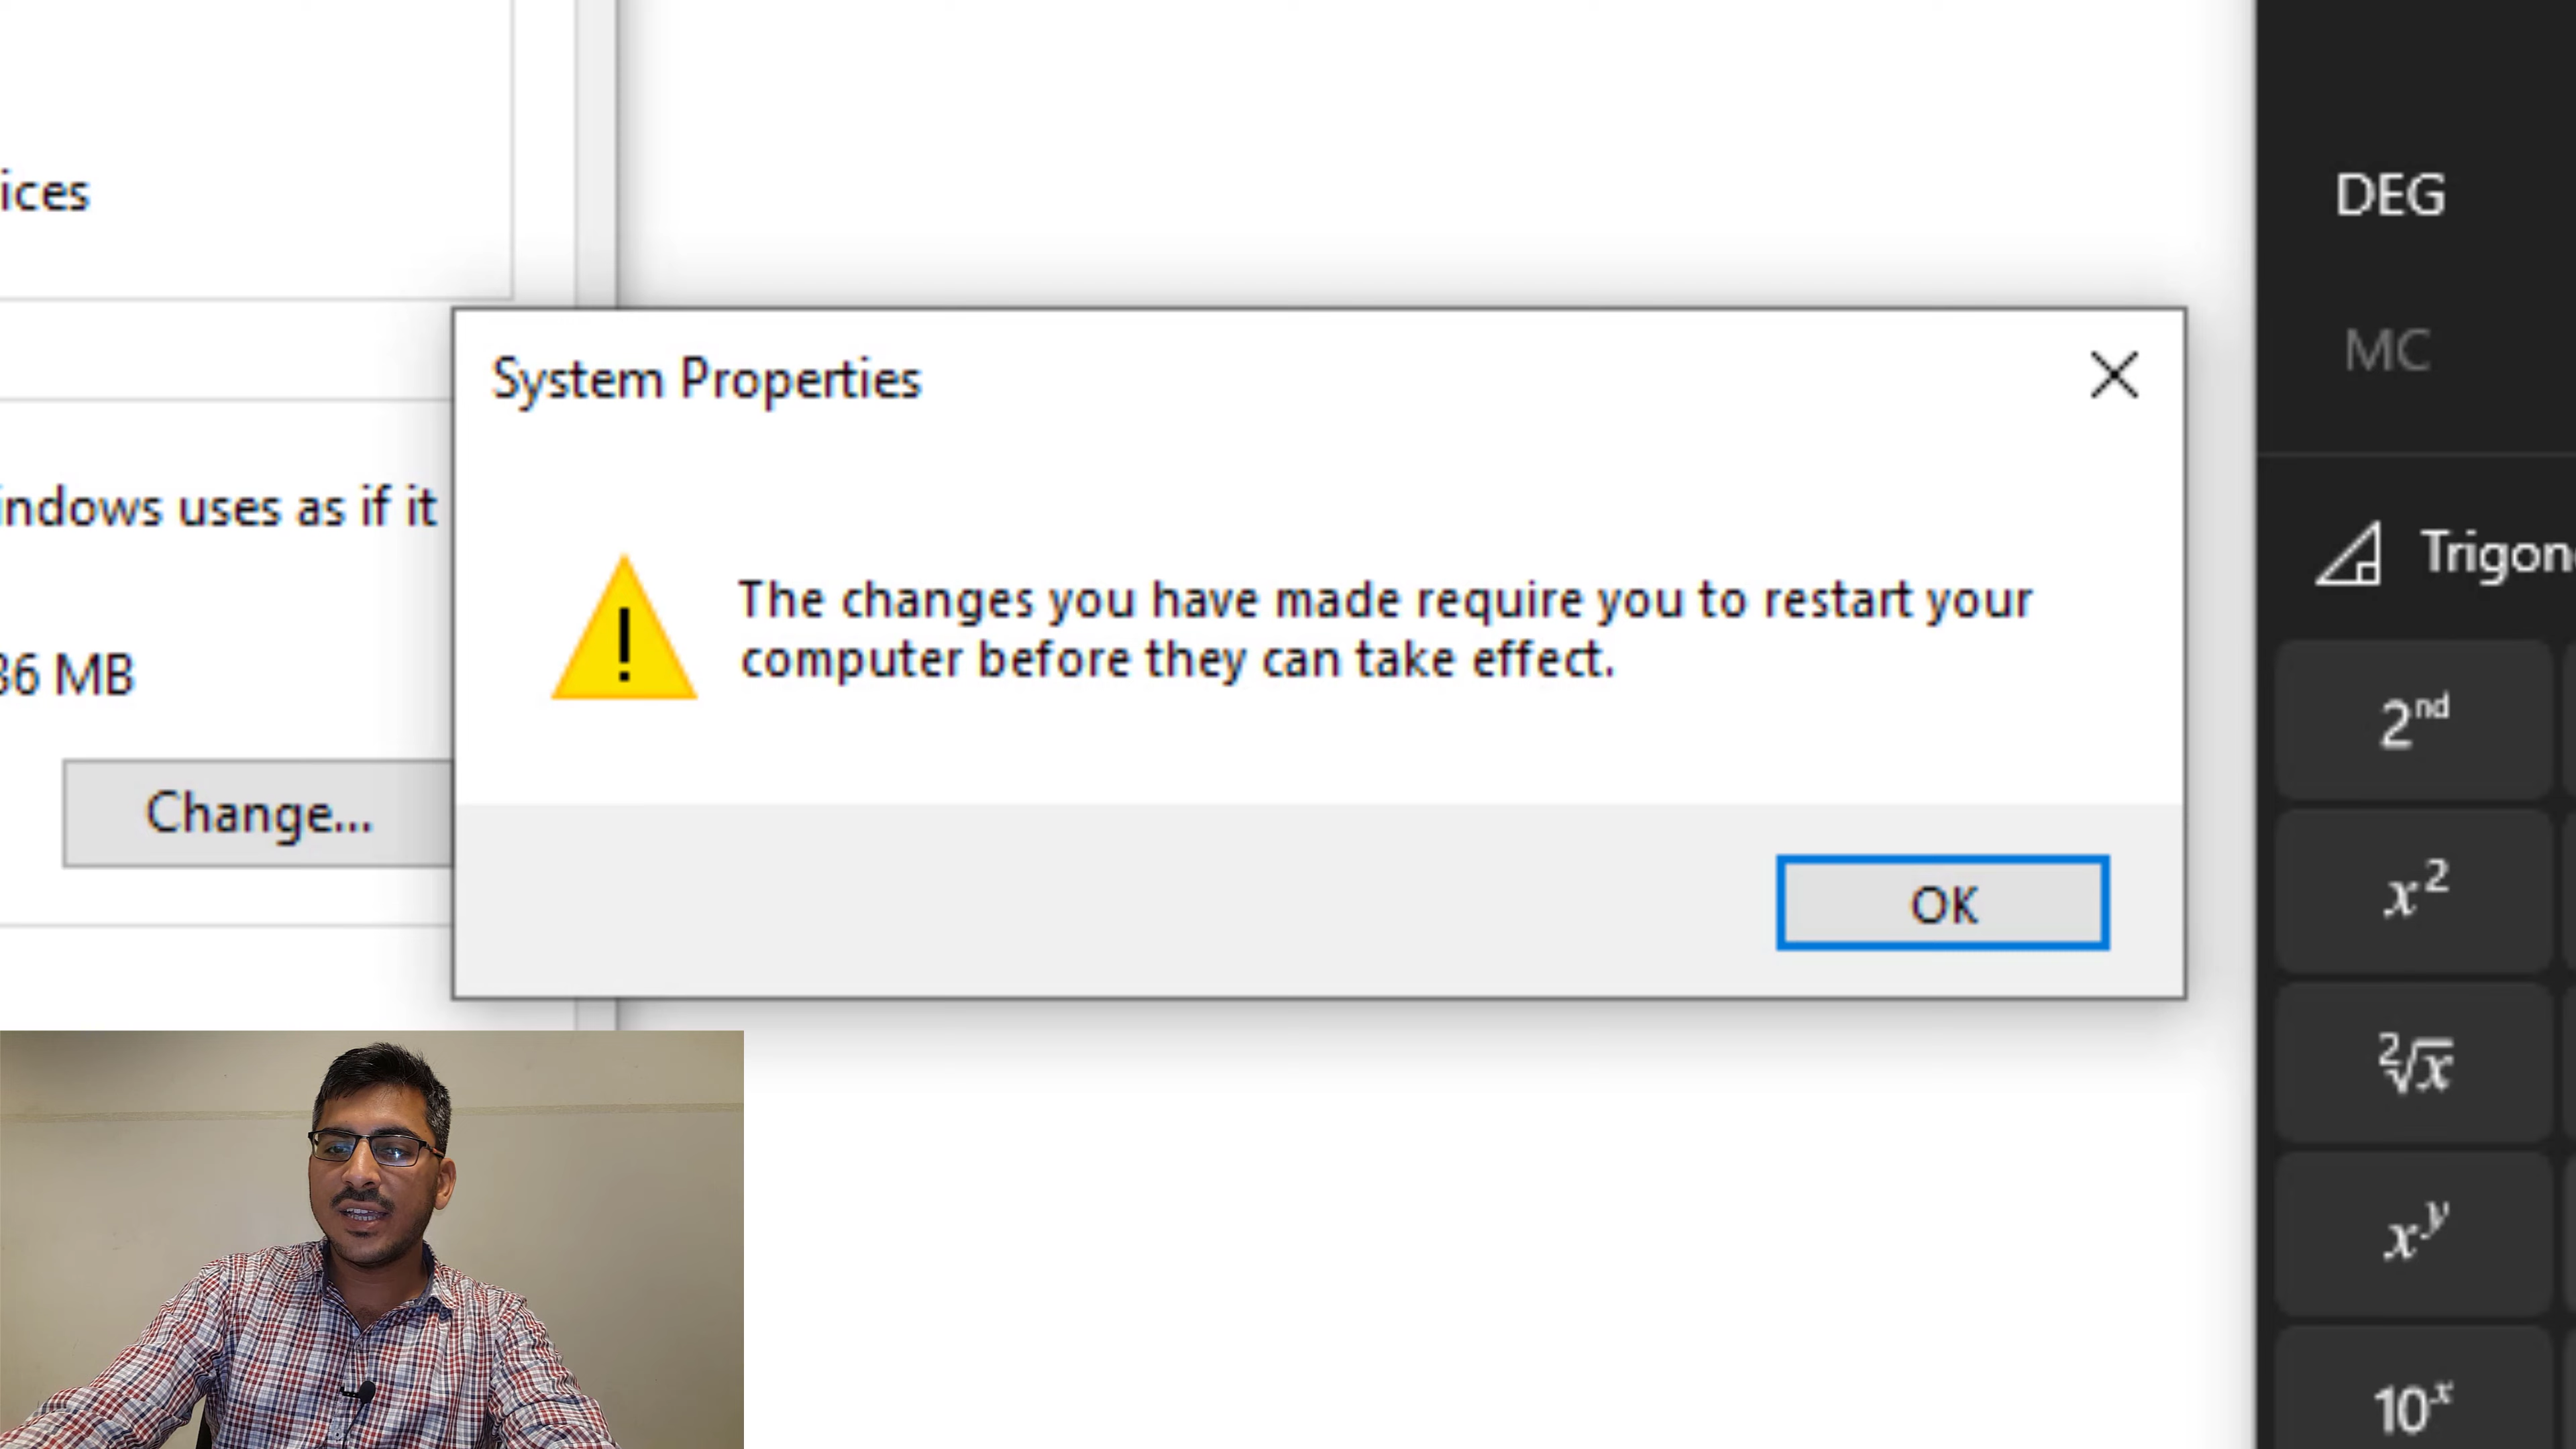 ices
indows uses as if it
36 MB
Change...
System Properties
The changes you have made require you to restart your
computer before they can take effect.
OK
DEG
MC
Trigon
2nd
x2
2√x
xy
10x